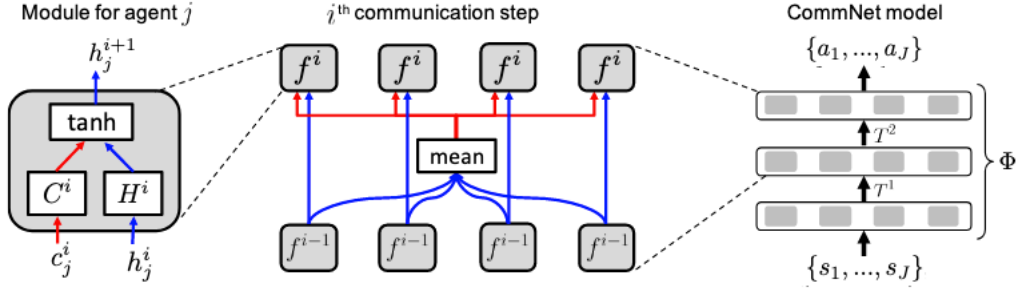 Module for agent j
h_j^{i+1}
tanh
C^i
H^i
c_j^i
h_j^i
i^{th} communication step
f^i f^i f^i f^i
mean
f^{i-1} f^{i-1} f^{i-1} f^{i-1}
CommNet model
{a_1, ..., a_J}
T^2
T^1
Φ
{s_1, ..., s_J}